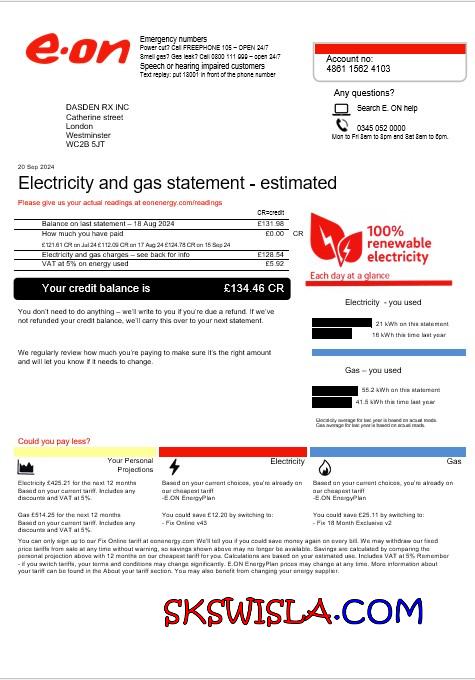 e·on
Emergency numbers
Power cut? Call FREEPHONE 105 – OPEN 24/7
Smell gas? Gas leak? Call 0800 111 999 – open 24/7
Speech or hearing impaired customers
Text replay: put 18001 in front of the phone number
Account no:
4861 1562 4103
Any questions?
Search E. ON help
0345 052 0000
Mon to Fri 8am to 8pm and Sat 8am to 6pm.
DASDEN RX INC
Catherine street
London
Westminster
WC2B 5JT
20 Sep 2024
Electricity and gas statement - estimated
Please give us your actual readings at eonenergy.com/readings
CR=credit
Balance on last statement – 18 Aug 2024 £131.98
How much you have paid £0.00 CR
£121.61 CR on Jul 24 £112.09 CR on 17 Aug 24 £124.78 CR on 15 Sep 24
Electricity and gas charges – see back for info £128.54
VAT at 5% on energy used £5.92
Your credit balance is £134.46 CR
You don't need to do anything – we'll write to you if you're due a refund. If we've
not refunded your credit balance, we'll carry this over to your next statement.
We regularly review how much you're paying to make sure it's the right amount
and will let you know if it needs to change.
100%
renewable
electricity
Each day at a glance
Electricity - you used
21 kWh on this statement
16 kWh this time last year
Gas – you used
55.2 kWh on this statement
41.5 kWh this time last year
Electricity average for last year is based on actual reads.
Gas average for last year is based on actual reads.
Could you pay less?
Your Personal
Projections
Electricity £425.21 for the next 12 months
Based on your current tariff. Includes any
discounts and VAT at 5%.
Gas £514.25 for the next 12 months
Based on your current tariff. Includes any
discounts and VAT at 5%.
Electricity
Based on your current choices, you're already on
our cheapest tariff
-E.ON EnergyPlan
You could save £12.20 by switching to:
- Fix Online v43
Gas
Based on your current choices, you're already on
our cheapest tariff
-E.ON EnergyPlan
You could save £25.11 by switching to:
- Fix 18 Month Exclusive v2
You can only sign up to our Fix Online tariff at eonenergy.com We'll tell you if you could save money again on every bill. We may withdraw our feed
price tariffs from sale at any time without warning, so savings shown above may no longer be available. Savings are calculated by comparing the
personal projection above with 12 months on our cheapest tariff for you. Calculations are based on your estimated use. Includes VAT at 5% Remember
- if you switch tariffs, your terms and conditions may change significantly. E.ON EnergyPlan prices may change at any time. More information about
your tariff can be found in the About your tariff section. You may also benefit from changing your energy supplier.
SKSWISLA.COM